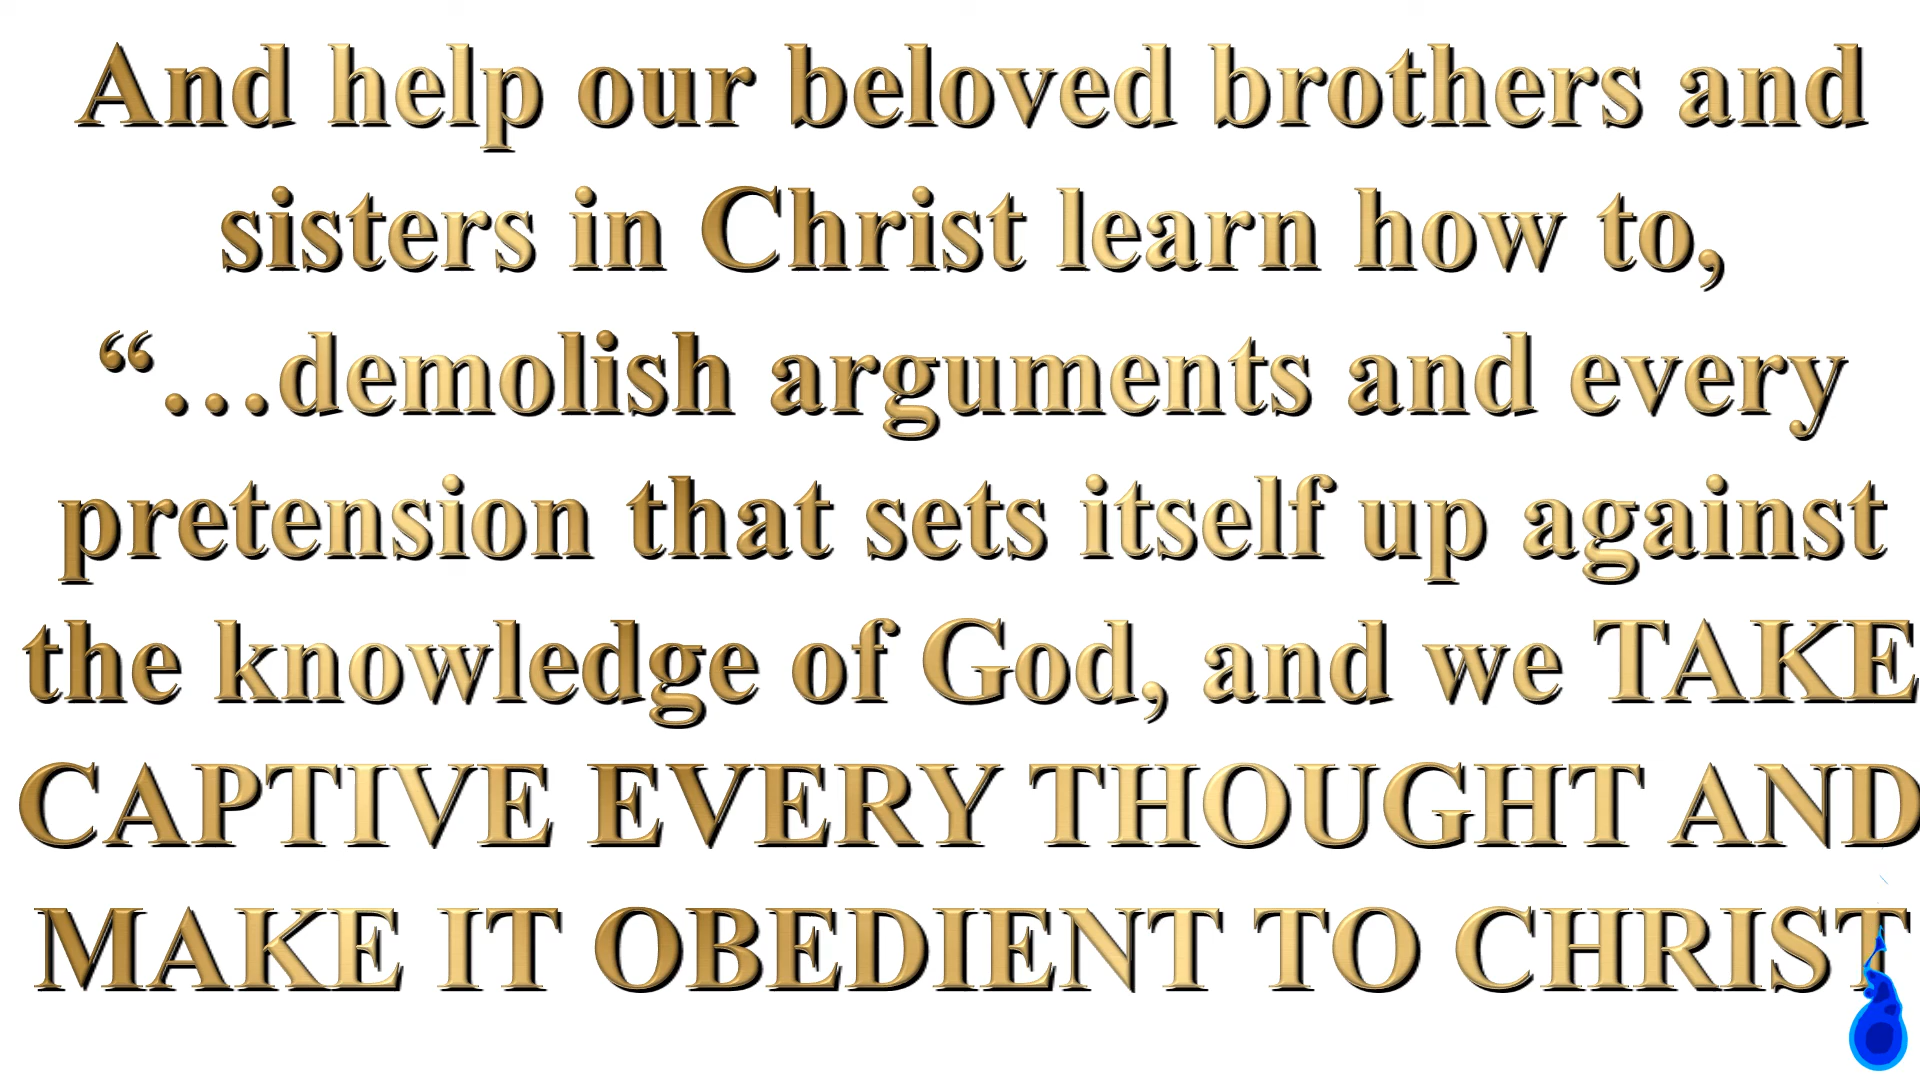 And help our beloved brothers and
sisters in Christ learn how to,
“…demolish arguments and every
pretension that sets itself up against
the knowledge of God, and we TAKE
CAPTIVE EVERY THOUGHT AND
MAKE IT OBEDIENT TO CHRIST